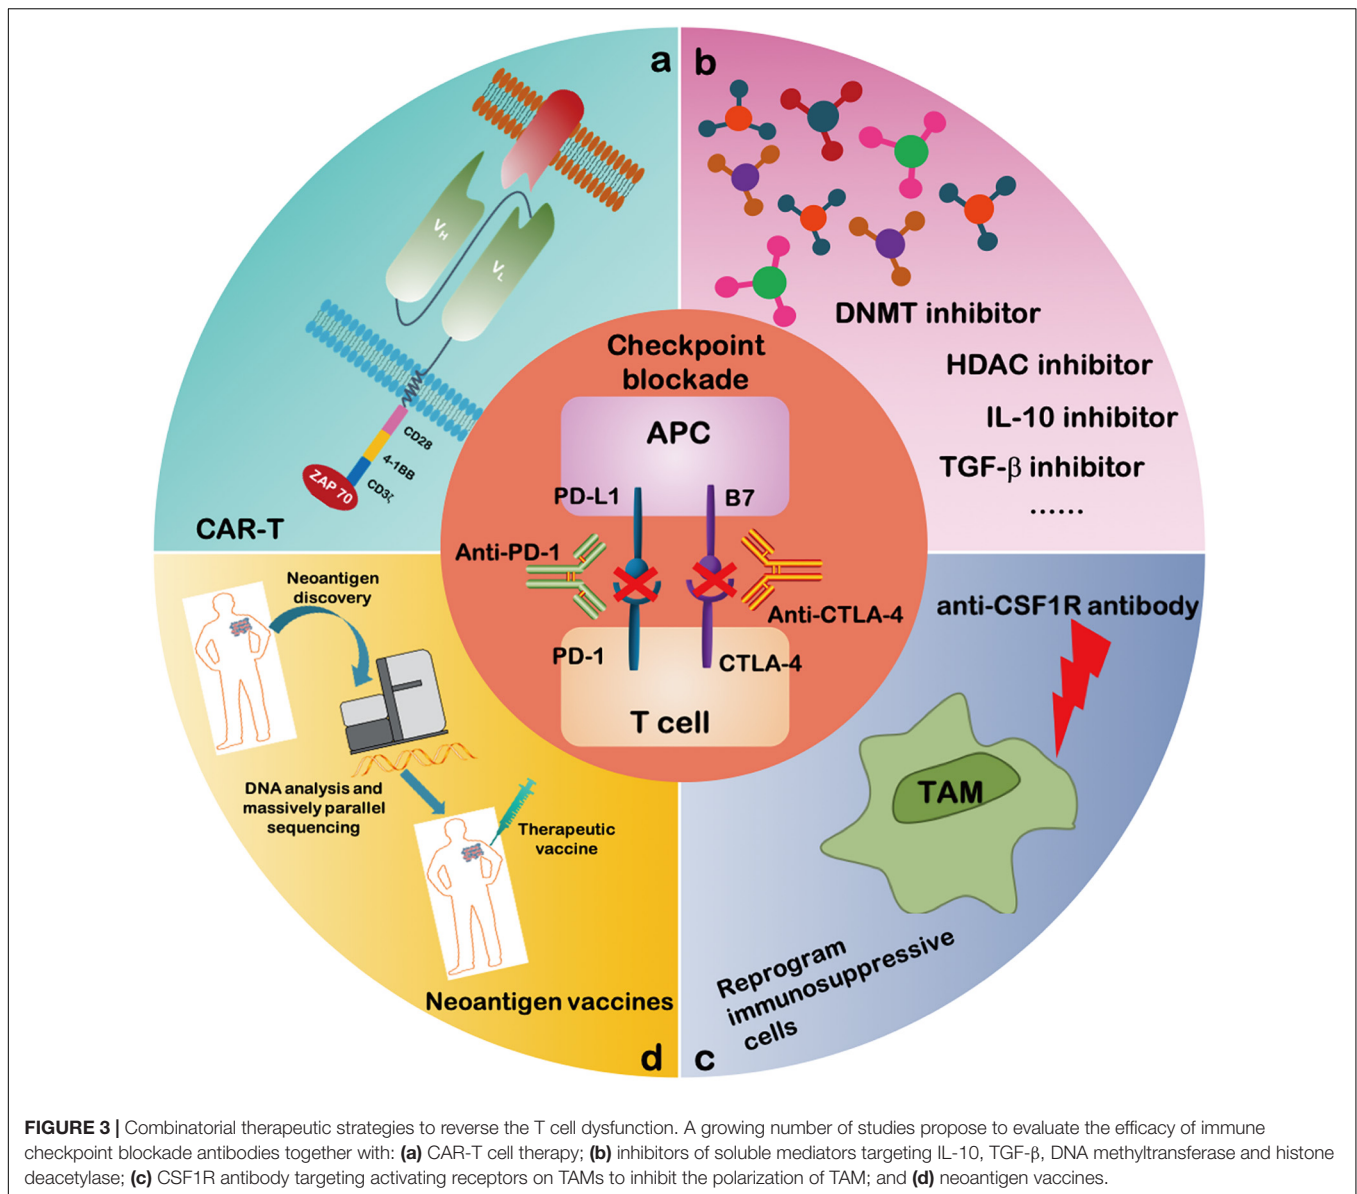 a
V_H
V_L
CD28
4-1BB
CD3ζ
ZAP 70
CAR-T
b
DNMT inhibitor
HDAC inhibitor
IL-10 inhibitor
TGF-β inhibitor
......
Checkpoint
blockade
APC
PD-L1
B7
Anti-PD-1
Anti-CTLA-4
PD-1
CTLA-4
T cell
anti-CSF1R antibody
TAM
Reprogram
immunosuppressive
cells
c
Neoantigen
discovery
DNA analysis and
massively parallel
sequencing
Therapeutic
vaccine
Neoantigen vaccines
d
FIGURE 3 | Combinatorial therapeutic strategies to reverse the T cell dysfunction. A growing number of studies propose to evaluate the efficacy of immune
checkpoint blockade antibodies together with: (a) CAR-T cell therapy; (b) inhibitors of soluble mediators targeting IL-10, TGF-β, DNA methyltransferase and histone
deacetylase; (c) CSF1R antibody targeting activating receptors on TAMs to inhibit the polarization of TAM; and (d) neoantigen vaccines.